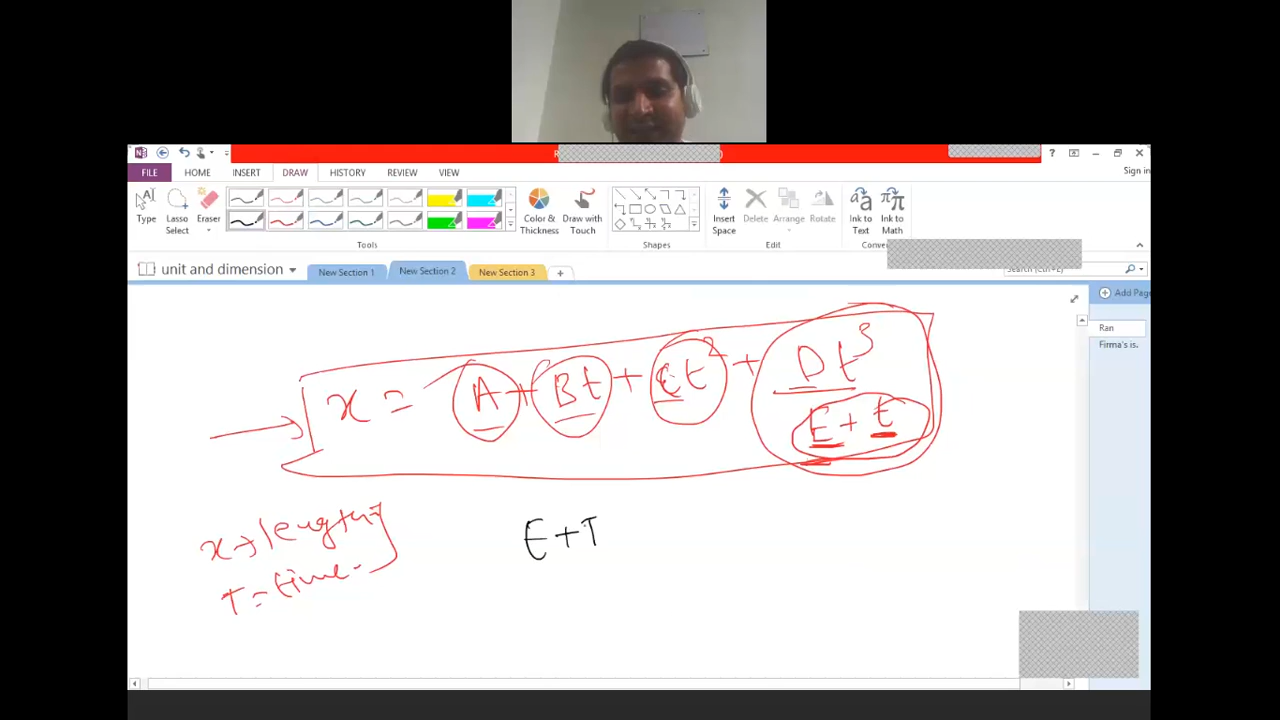 FILE HOME INSERT DRAW HISTORY REVIEW VIEW
Sign in
Type Lasso Select Eraser Color & Thickness Draw with Touch Insert Space Delete Arrange Rotate Ink to Text Ink to Math
Tools Shapes Edit
unit and dimension New Section 1 New Section 2 New Section 3
Add Page
Ran
Firma's is.
x = A + Bt + Ct² + Dt³
E + t
x → length
T = time
E+T